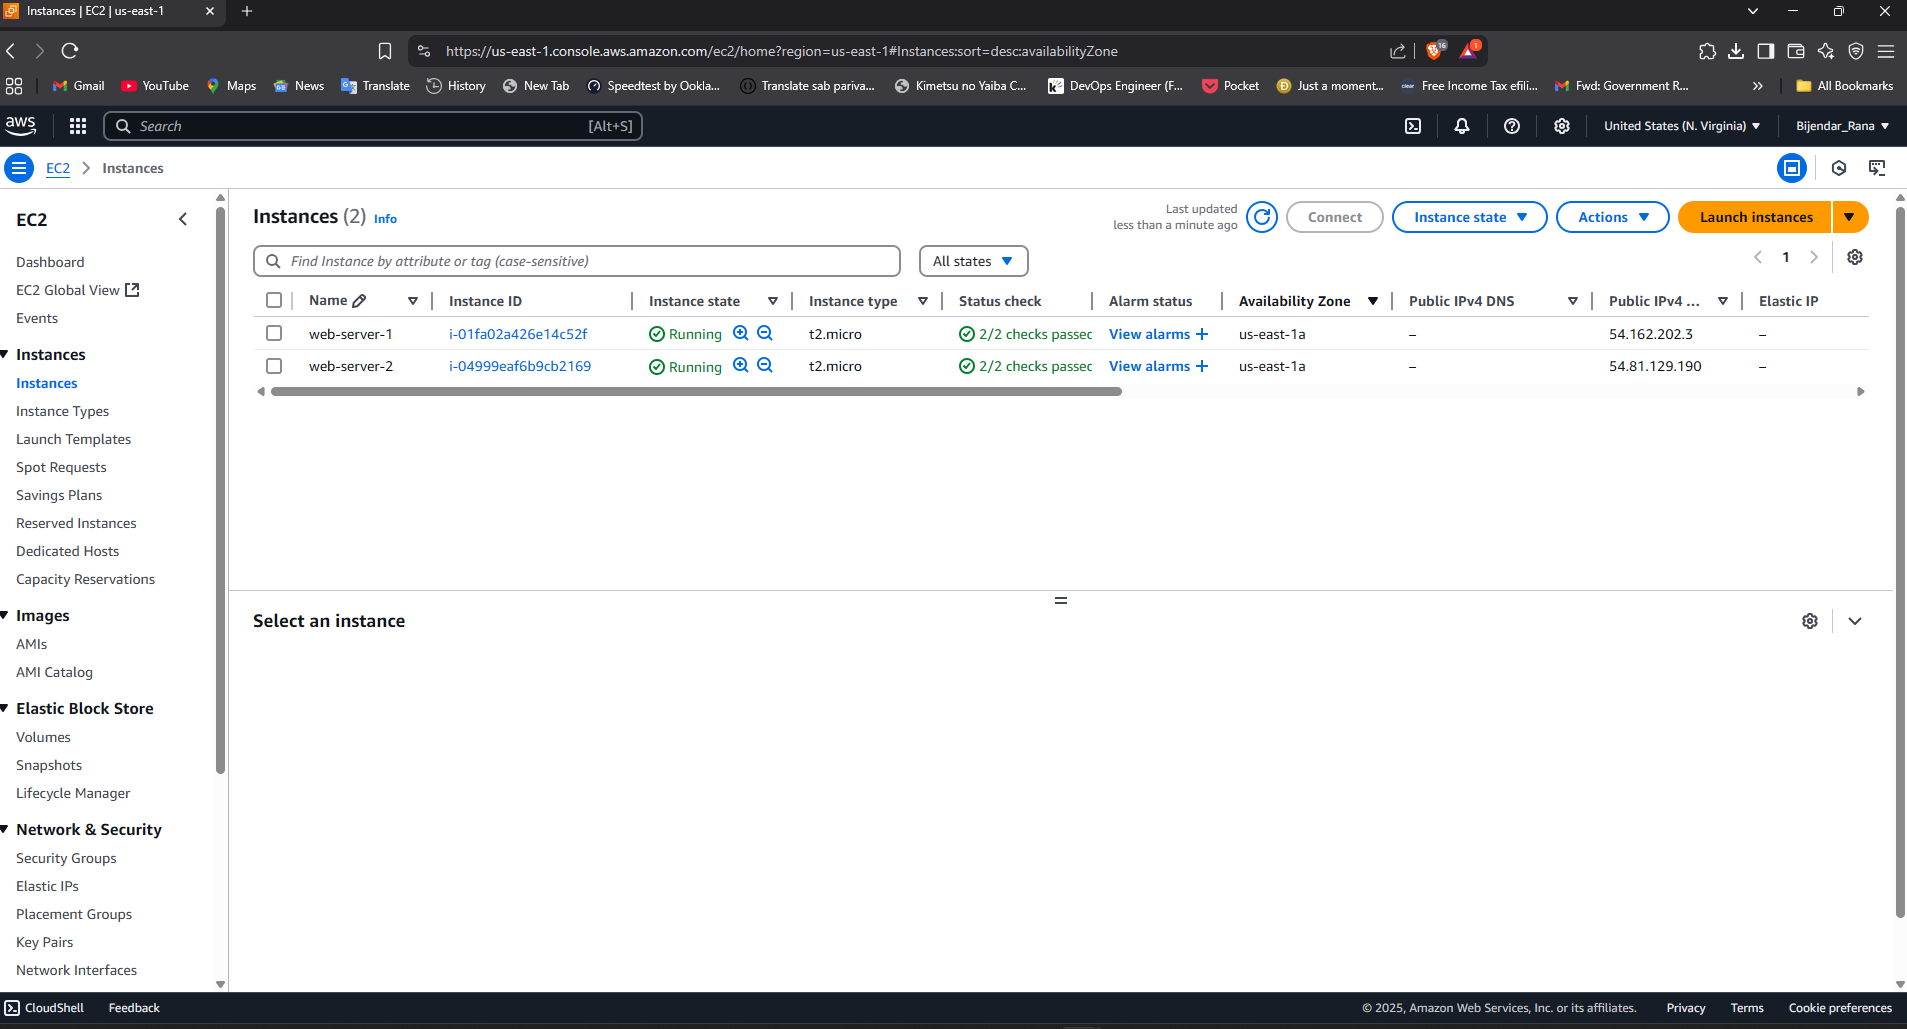 Instances | EC2 | us-east-1
https://us-east-1.console.aws.amazon.com/ec2/home?region=us-east-1#Instances:sort=desc:availabilityZone
16
1
Gmail YouTube Maps News Translate History New Tab Speedtest by Ookla... Translate sab pariva... Kimetsu no Yaiba C... DevOps Engineer (F... Pocket Just a moment... Free Income Tax efili... Fwd: Government R... » All Bookmarks
aws Search [Alt+S] United States (N. Virginia) Bijendar_Rana
EC2 Instances
EC2
Dashboard
EC2 Global View
Events
Instances
Instances
Instance Types
Launch Templates
Spot Requests
Savings Plans
Reserved Instances
Dedicated Hosts
Capacity Reservations
Images
AMIs
AMI Catalog
Elastic Block Store
Volumes
Snapshots
Lifecycle Manager
Network & Security
Security Groups
Elastic IPs
Placement Groups
Key Pairs
Network Interfaces
Instances (2) Info
Last updated
less than a minute ago
Connect Instance state Actions Launch instances
Find Instance by attribute or tag (case-sensitive) All states 1
Name Instance ID Instance state Instance type Status check Alarm status Availability Zone Public IPv4 DNS Public IPv4 ... Elastic IP
web-server-1 i-01fa02a426e14c52f Running t2.micro 2/2 checks passec View alarms + us-east-1a – 54.162.202.3 –
web-server-2 i-04999eaf6b9cb2169 Running t2.micro 2/2 checks passec View alarms + us-east-1a – 54.81.129.190 –
Select an instance
CloudShell Feedback © 2025, Amazon Web Services, Inc. or its affiliates. Privacy Terms Cookie preferences